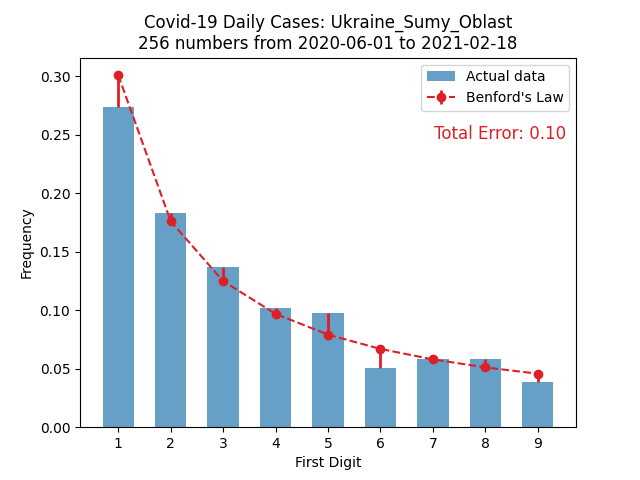 Covid-19 Daily Cases: Ukraine_Sumy_Oblast
256 numbers from 2020-06-01 to 2021-02-18
Actual data
Benford's Law
Total Error: 0.10
Frequency
0.30
0.25
0.20
0.15
0.10
0.05
0.00
1 2 3 4 5 6 7 8 9
First Digit